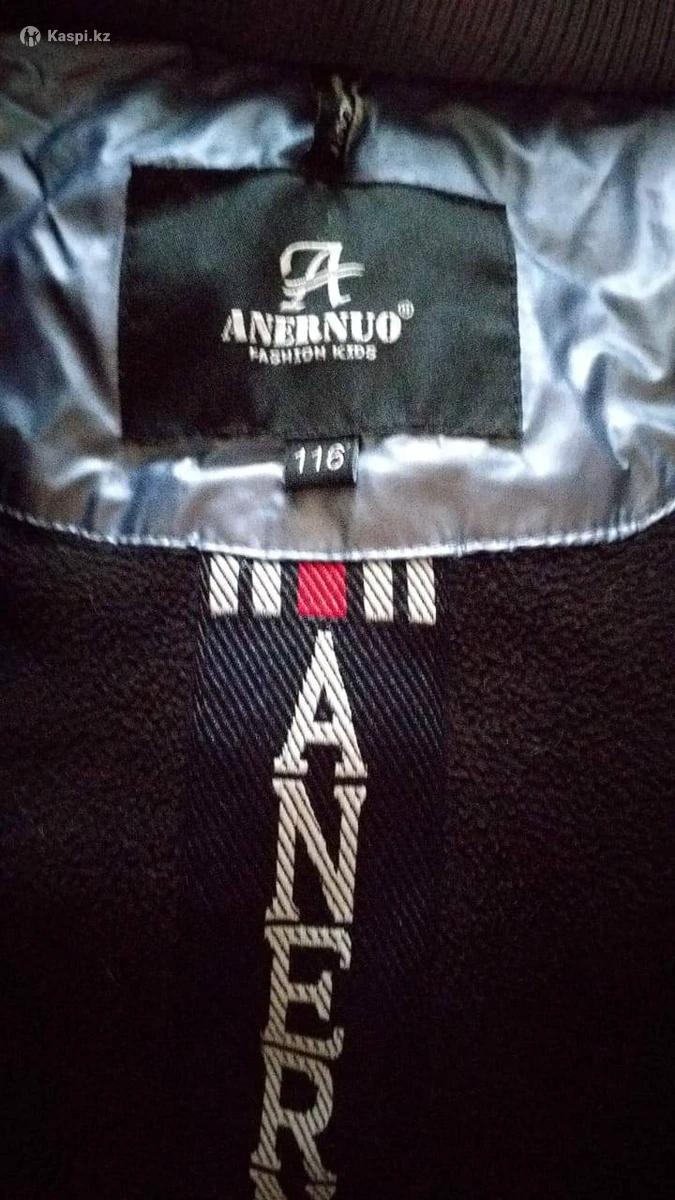 Kaspi.kz
A
ANERNUO®
FASHION KIDS
116
ANER